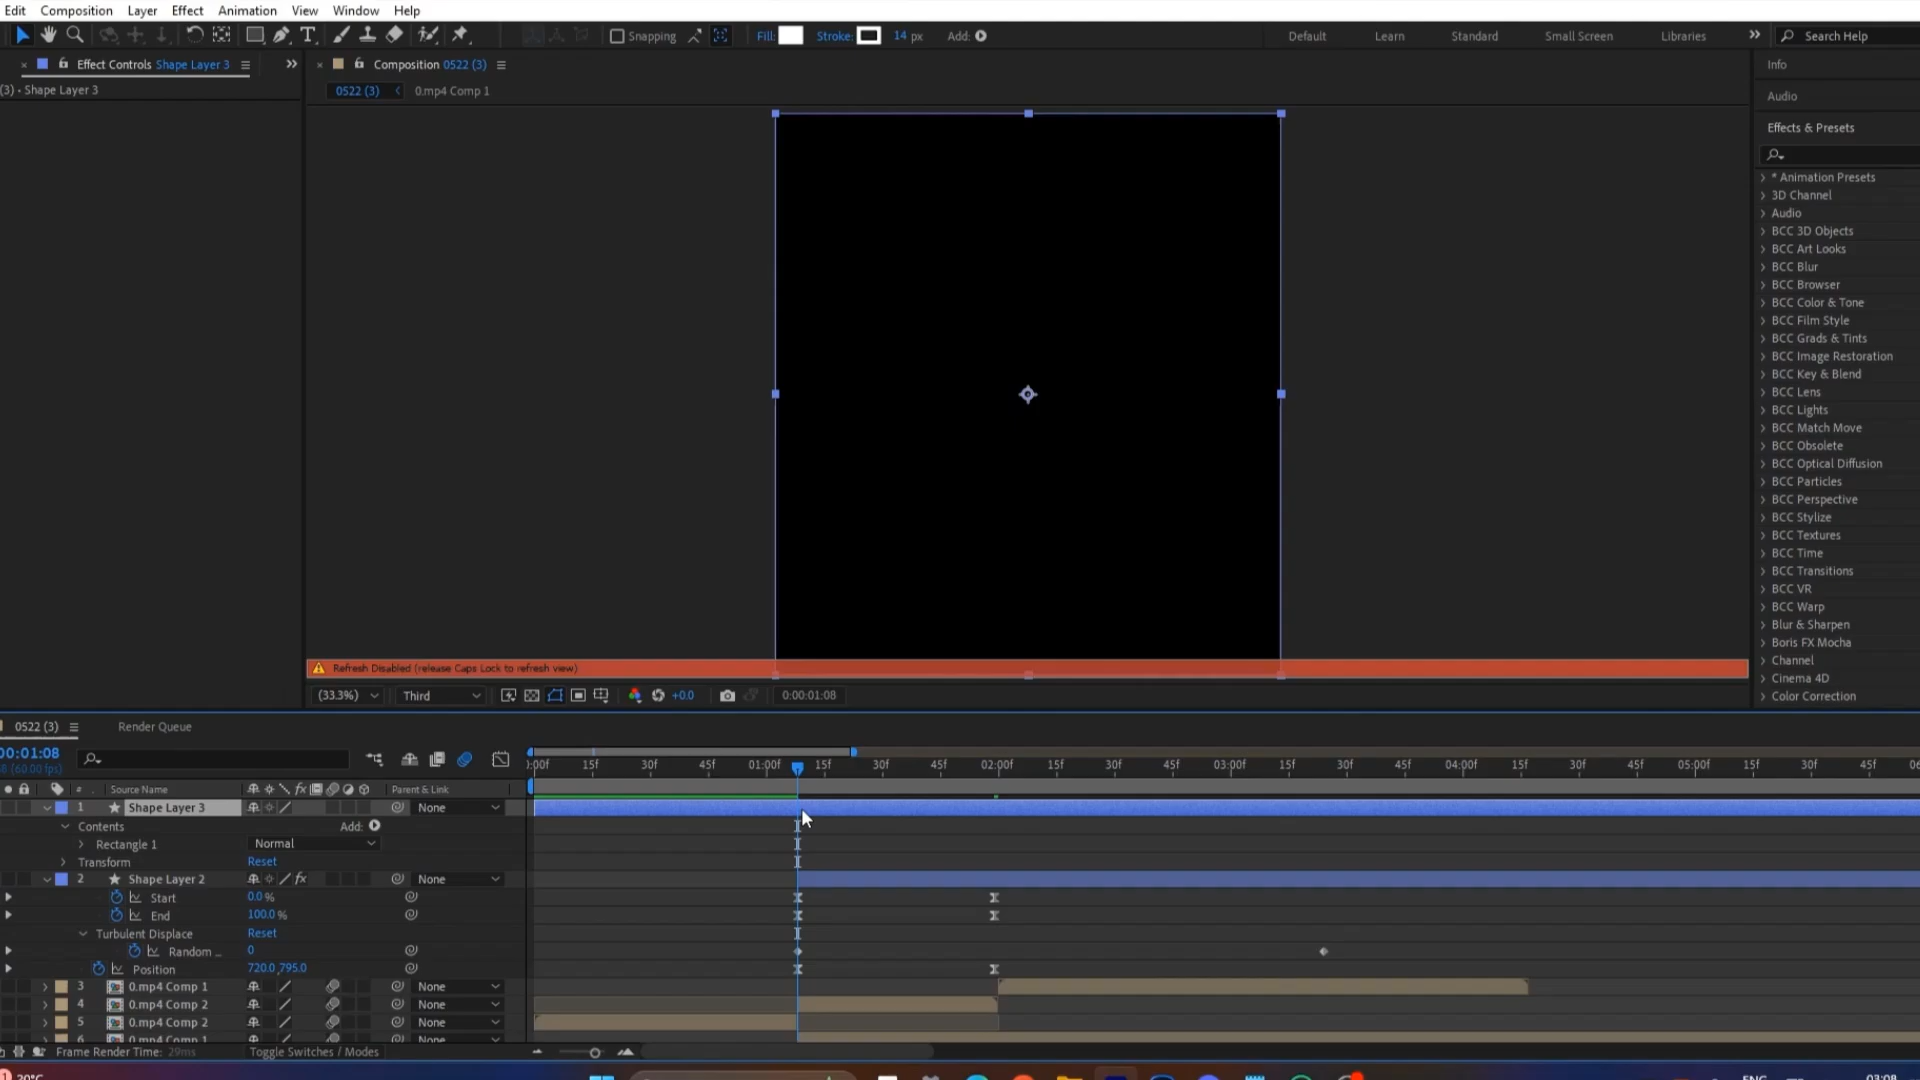 Edit Composition Layer Effect Animation View Window Help
Snapping Fill: Stroke: 14 px Add: Default Learn Standard Small Screen Libraries Search Help
Effect Controls Shape Layer 3 Composition 0522 (3) Info
(3) • Shape Layer 3 0522 (3) 0.mp4 Comp 1
Audio
Effects & Presets
* Animation Presets
3D Channel
Audio
BCC 3D Objects
BCC Art Looks
BCC Blur
BCC Browser
BCC Color & Tone
BCC Film Style
BCC Grads & Tints
BCC Image Restoration
BCC Key & Blend
BCC Lens
BCC Lights
BCC Match Move
BCC Obsolete
BCC Optical Diffusion
BCC Particles
BCC Perspective
BCC Stylize
BCC Textures
BCC Time
BCC Transitions
BCC VR
BCC Warp
Blur & Sharpen
Boris FX Mocha
Channel
Cinema 4D
Color Correction
Refresh Disabled (release Caps Lock to refresh view)
(33.3%) Third +0.0 0:00:01:08
0522 (3) Render Queue
00:01:08
(60.00 fps)
:00f 15f 30f 45f 01:00f 15f 30f 45f 02:00f 15f 30f 45f 03:00f 15f 30f 45f 04:00f 15f 30f 45f 05:00f 15f 30f 45f 06
# Source Name fx Parent & Link
1 Shape Layer 3 None
Contents Add:
Rectangle 1 Normal
Transform Reset
2 Shape Layer 2 fx None
Start 0.0 %
End 100.0 %
Turbulent Displace Reset
Random ... 0
Position 720.0,795.0
3 0.mp4 Comp 1 None
4 0.mp4 Comp 2 None
5 0.mp4 Comp 2 None
6 0.mp4 Comp 1 None
Frame Render Time: 29ms Toggle Switches / Modes
1 30°C ENG 03:08